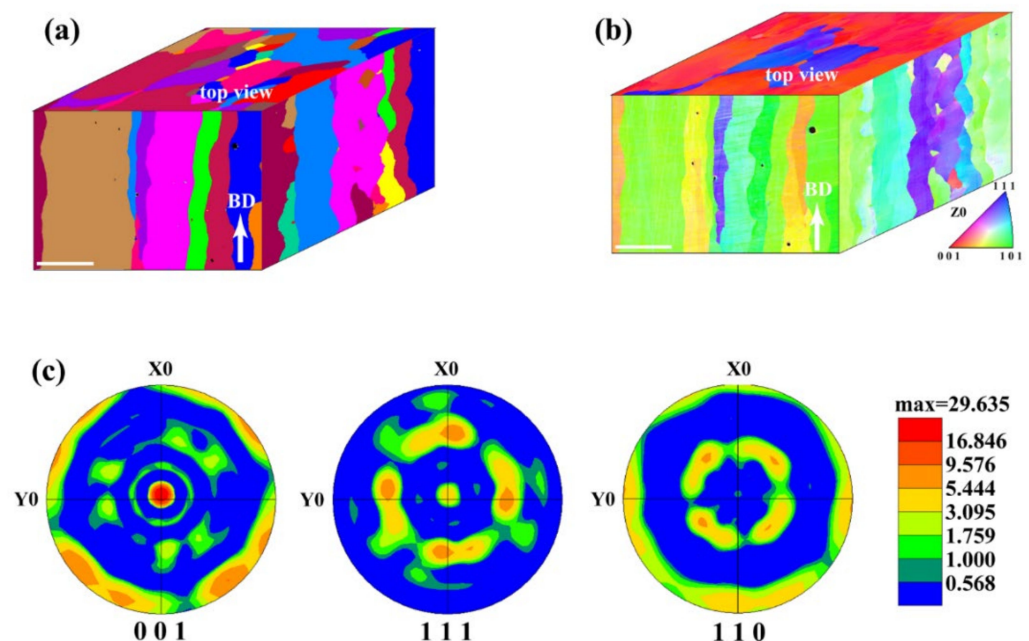 (a)
top view
BD
(b)
top view
BD
Z0
1 1 1
0 0 1
1 0 1
(c)
X0
Y0
0 0 1
X0
Y0
1 1 1
X0
Y0
1 1 0
max=29.635
16.846
9.576
5.444
3.095
1.759
1.000
0.568